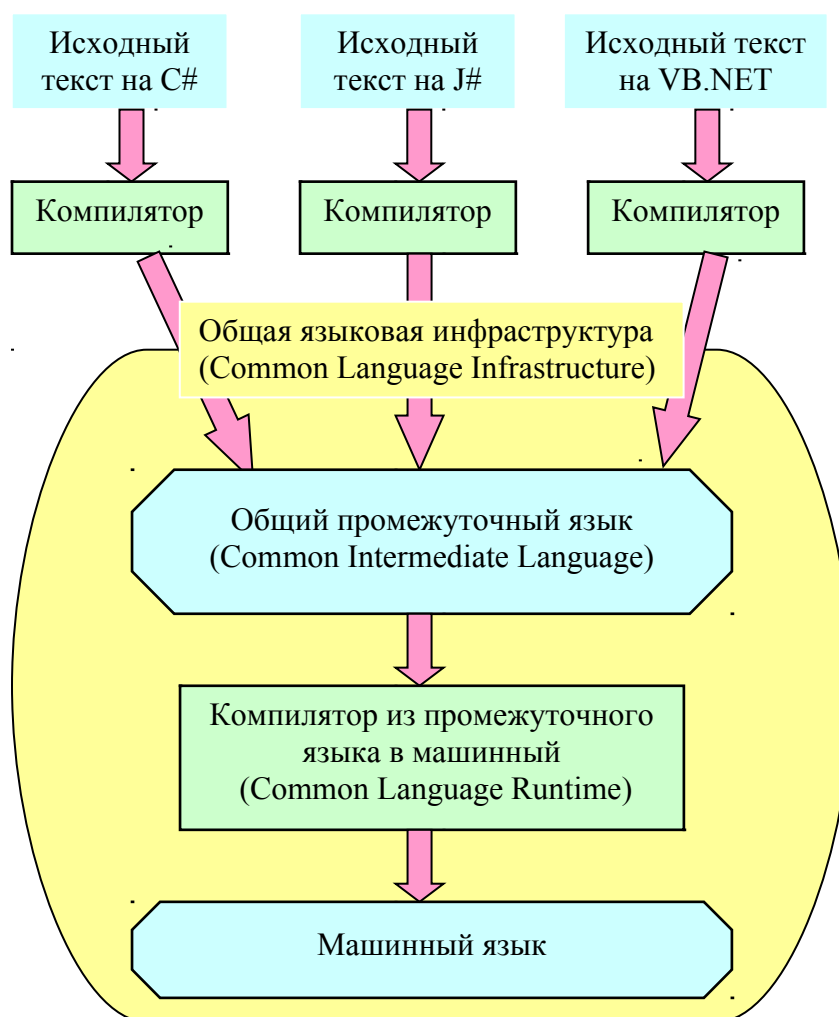 Исходный
текст на C#
Исходный
текст на J#
Исходный текст
на VB.NET
Компилятор
Компилятор
Компилятор
Общая языковая инфраструктура
(Common Language Infrastructure)
Общий промежуточный язык
(Common Intermediate Language)
Компилятор из промежуточного
языка в машинный
(Common Language Runtime)
Машинный язык